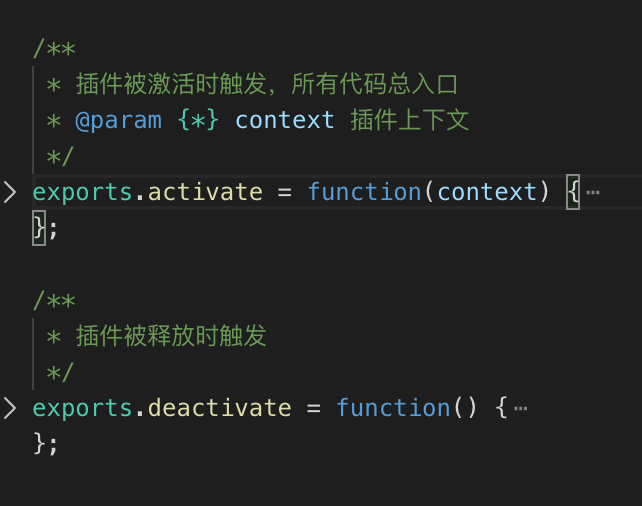 /**
 * 插件被激活时触发，所有代码总入口
 * @param {*} context 插件上下文
 */
exports.activate = function(context) {⋯
};
/**
 * 插件被释放时触发
 */
exports.deactivate = function() {⋯
};